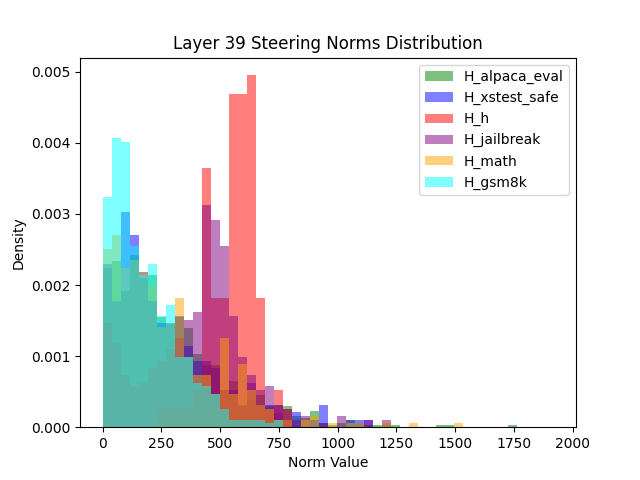 Layer 39 Steering Norms Distribution
H_alpaca_eval
H_xstest_safe
H_h
H_jailbreak
H_math
H_gsm8k
0.005
0.004
0.003
0.002
0.001
0.000
Density
0
250
500
750
1000
1250
1500
1750
2000
Norm Value